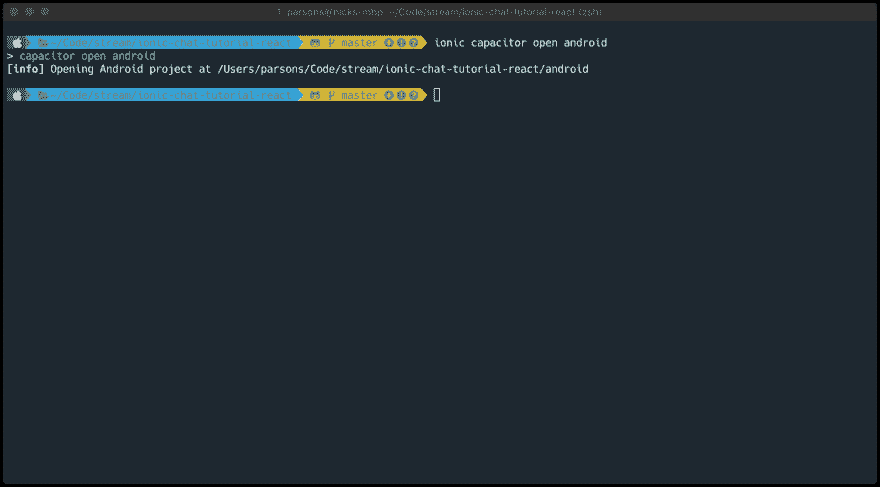 1. parsons@nicks-mbp: ~/Code/stream/ionic-chat-tutorial-react (zsh)
~/Code/stream/ionic-chat-tutorial-react master ionic capacitor open android
> capacitor open android
[info] Opening Android project at /Users/parsons/Code/stream/ionic-chat-tutorial-react/android
~/Code/stream/ionic-chat-tutorial-react master